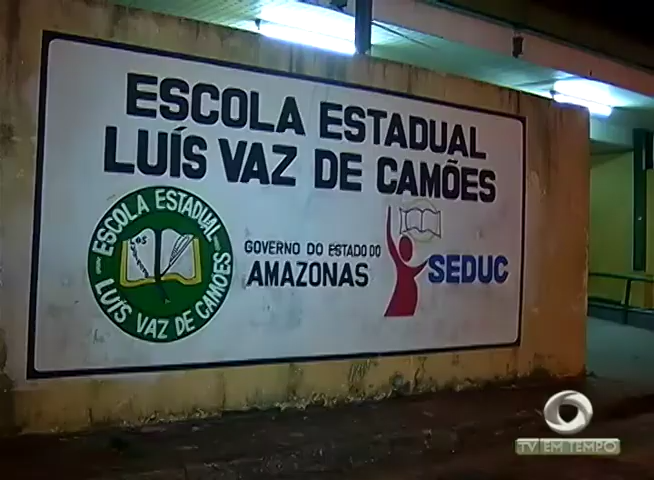 ESCOLA ESTADUAL
LUÍS VAZ DE CAMÕES
ESCOLA ESTADUAL
LUÍS VAZ DE CAMÕES
GOVERNO DO ESTADO DO
AMAZONAS
SEDUC
TV EM TEMPO